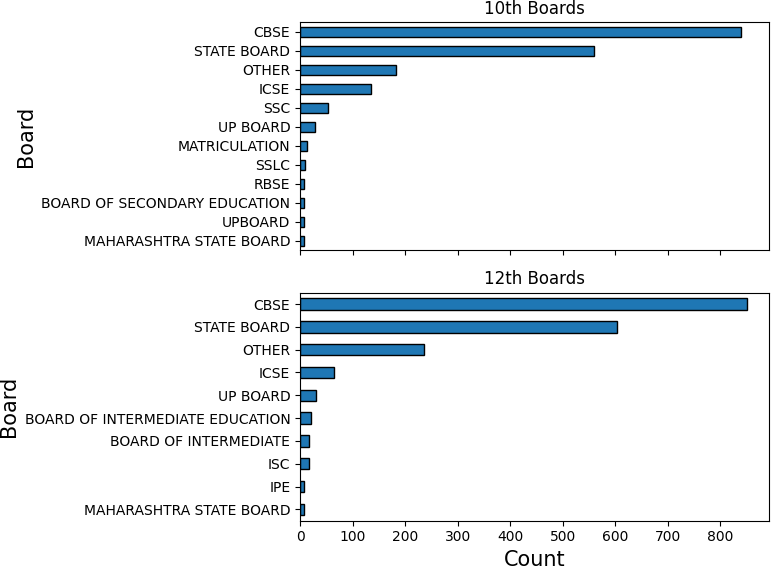 10th Boards
CBSE
STATE BOARD
OTHER
ICSE
SSC
UP BOARD
MATRICULATION
SSLC
RBSE
BOARD OF SECONDARY EDUCATION
UPBOARD
MAHARASHTRA STATE BOARD
Board
12th Boards
CBSE
STATE BOARD
OTHER
ICSE
UP BOARD
BOARD OF INTERMEDIATE EDUCATION
BOARD OF INTERMEDIATE
ISC
IPE
MAHARASHTRA STATE BOARD
Board
0 100 200 300 400 500 600 700 800
Count